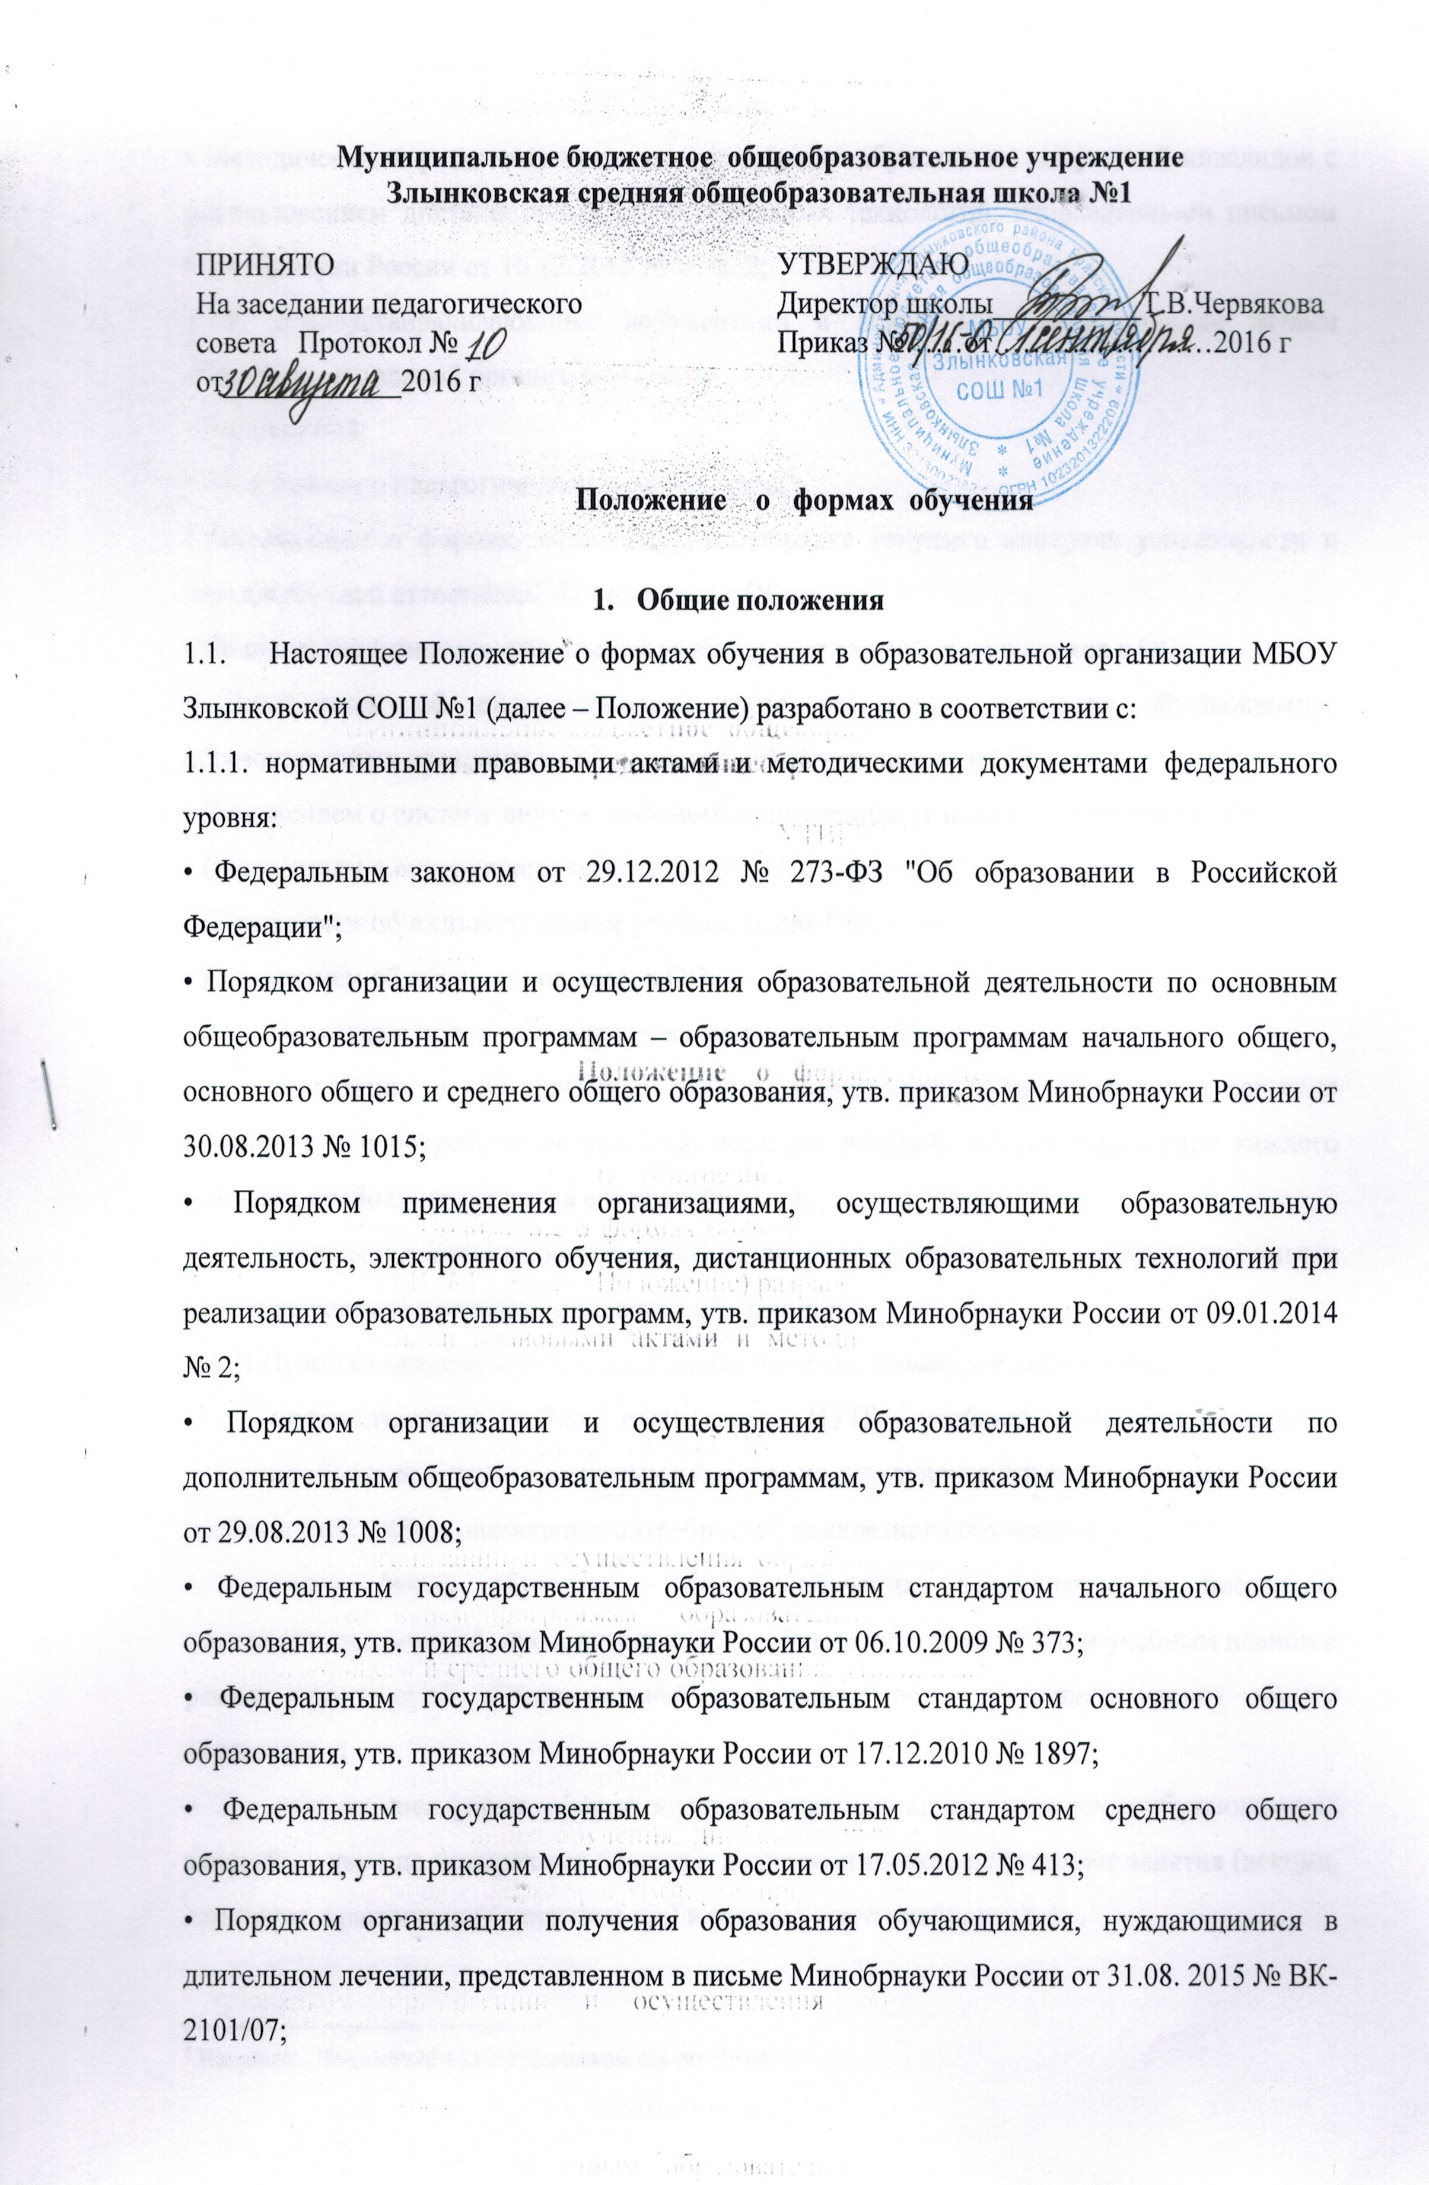 Муниципальное бюджетное общеобразовательное учреждение
Злынковская средняя общеобразовательная школа №1
ПРИНЯТО
На заседании педагогического
совета Протокол № 10
от 30 августа 2016 г
УТВЕРЖДАЮ
Директор школы Т.В.Червякова
Приказ № от сентября 2016 г
МБОУ
Злынковская
СОШ №1
ОГРН 1023201322209
Положение о формах обучения
1. Общие положения
1.1. Настоящее Положение о формах обучения в образовательной организации МБОУ
Злынковской СОШ №1 (далее – Положение) разработано в соответствии с:
1.1.1. нормативными правовыми актами и методическими документами федерального
уровня:
• Федеральным законом от 29.12.2012 № 273-ФЗ "Об образовании в Российской
Федерации";
• Порядком организации и осуществления образовательной деятельности по основным
общеобразовательным программам – образовательным программам начального общего,
основного общего и среднего общего образования, утв. приказом Минобрнауки России от
30.08.2013 № 1015;
• Порядком применения организациями, осуществляющими образовательную
деятельность, электронного обучения, дистанционных образовательных технологий при
реализации образовательных программ, утв. приказом Минобрнауки России от 09.01.2014
№ 2;
• Порядком организации и осуществления образовательной деятельности по
дополнительным общеобразовательным программам, утв. приказом Минобрнауки России
от 29.08.2013 № 1008;
• Федеральным государственным образовательным стандартом начального общего
образования, утв. приказом Минобрнауки России от 06.10.2009 № 373;
• Федеральным государственным образовательным стандартом основного общего
образования, утв. приказом Минобрнауки России от 17.12.2010 № 1897;
• Федеральным государственным образовательным стандартом среднего общего
образования, утв. приказом Минобрнауки России от 17.05.2012 № 413;
• Порядком организации получения образования обучающимися, нуждающимися в
длительном лечении, представленном в письме Минобрнауки России от 31.08. 2015 № ВК-
2101/07;